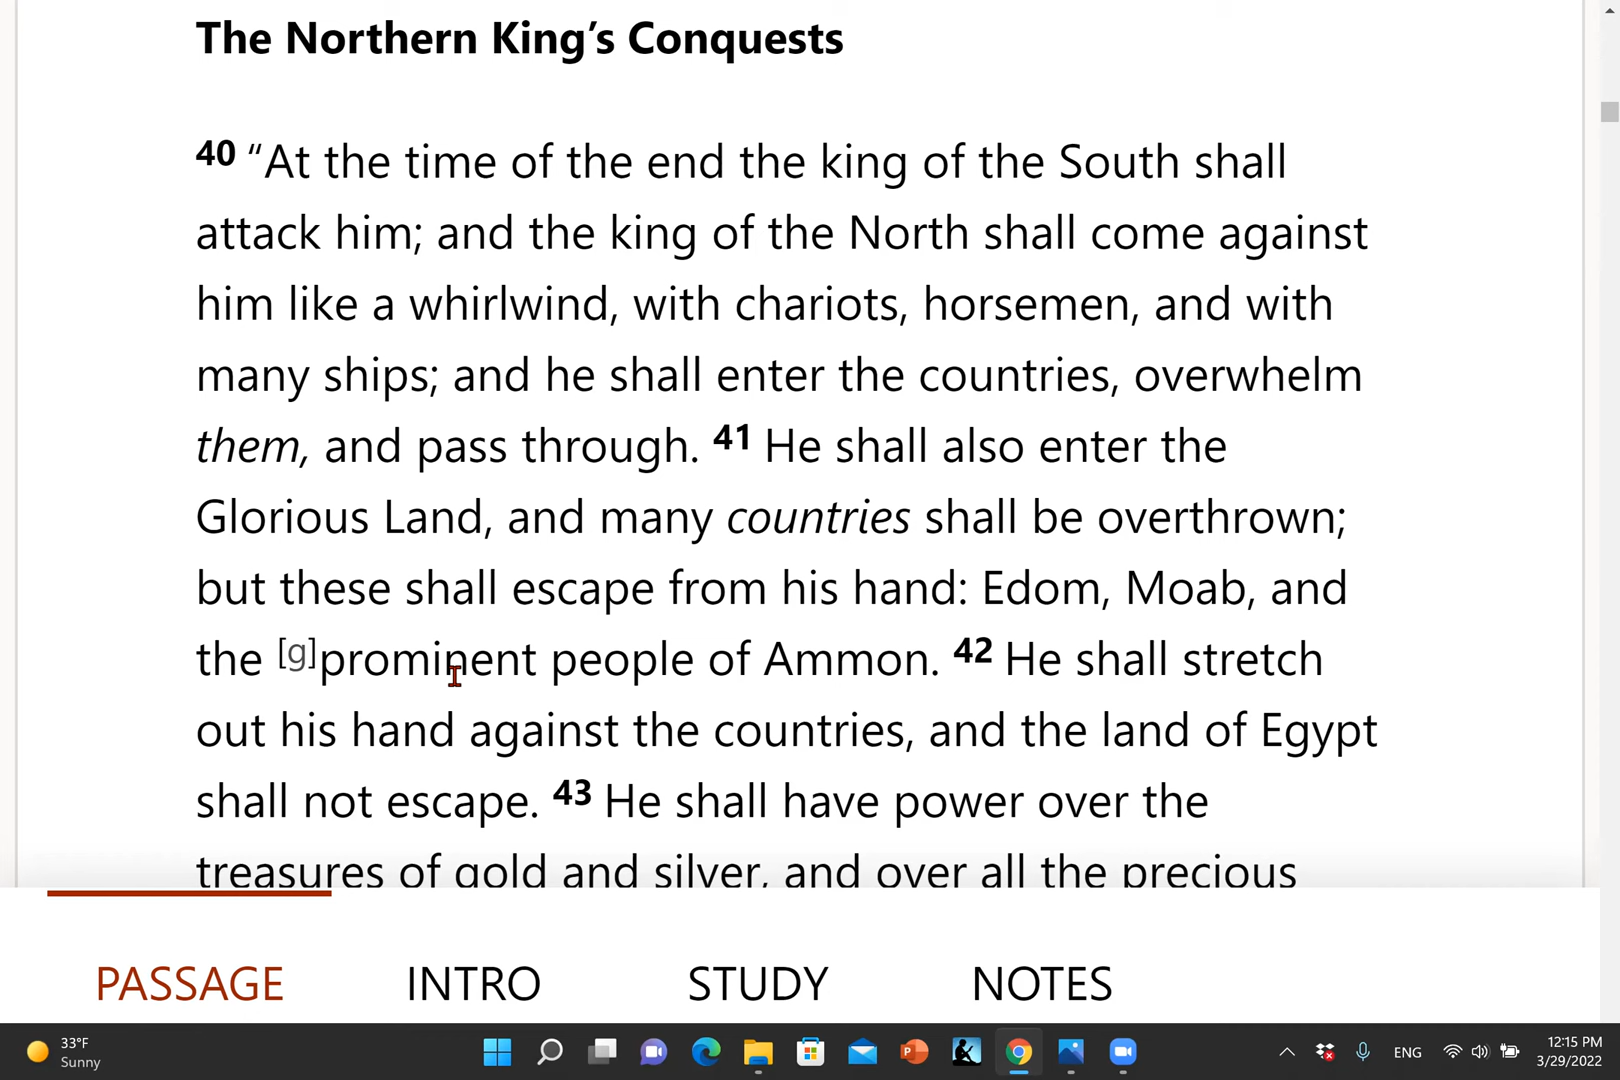 The Northern King’s Conquests
40 “At the time of the end the king of the South shall
attack him; and the king of the North shall come against
him like a whirlwind, with chariots, horsemen, and with
many ships; and he shall enter the countries, overwhelm
them, and pass through. 41 He shall also enter the
Glorious Land, and many countries shall be overthrown;
but these shall escape from his hand: Edom, Moab, and
the [g]prominent people of Ammon. 42 He shall stretch
out his hand against the countries, and the land of Egypt
shall not escape. 43 He shall have power over the
treasures of gold and silver, and over all the precious
PASSAGE INTRO STUDY NOTES
33°F
Sunny
ENG
12:15 PM
3/29/2022